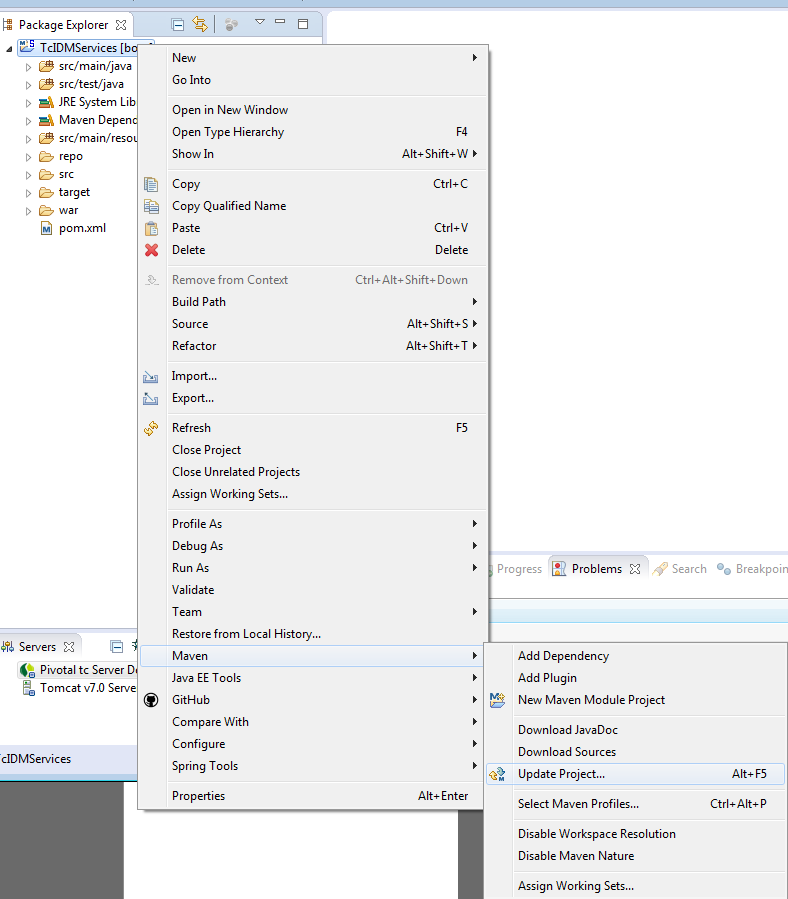 Package Explorer
TcIDMServices
src/main/java
src/test/java
JRE System Lib
Maven Depend
src/main/resou
repo
src
target
war
pom.xml
New
Go Into
Open in New Window
Open Type Hierarchy F4
Show In Alt+Shift+W
Copy Ctrl+C
Copy Qualified Name
Paste Ctrl+V
Delete Delete
Remove from Context Ctrl+Alt+Shift+Down
Build Path
Source Alt+Shift+S
Refactor Alt+Shift+T
Import...
Export...
Refresh F5
Close Project
Close Unrelated Projects
Assign Working Sets...
Profile As
Debug As
Run As
Validate
Team
Restore from Local History...
Maven
Java EE Tools
GitHub
Compare With
Configure
Spring Tools
Properties Alt+Enter
Progress Problems Search Breakpoin
Servers
Pivotal tc Server De
Tomcat v7.0 Serve
TcIDMServices
Add Dependency
Add Plugin
New Maven Module Project
Download JavaDoc
Download Sources
Update Project... Alt+F5
Select Maven Profiles... Ctrl+Alt+P
Disable Workspace Resolution
Disable Maven Nature
Assign Working Sets...